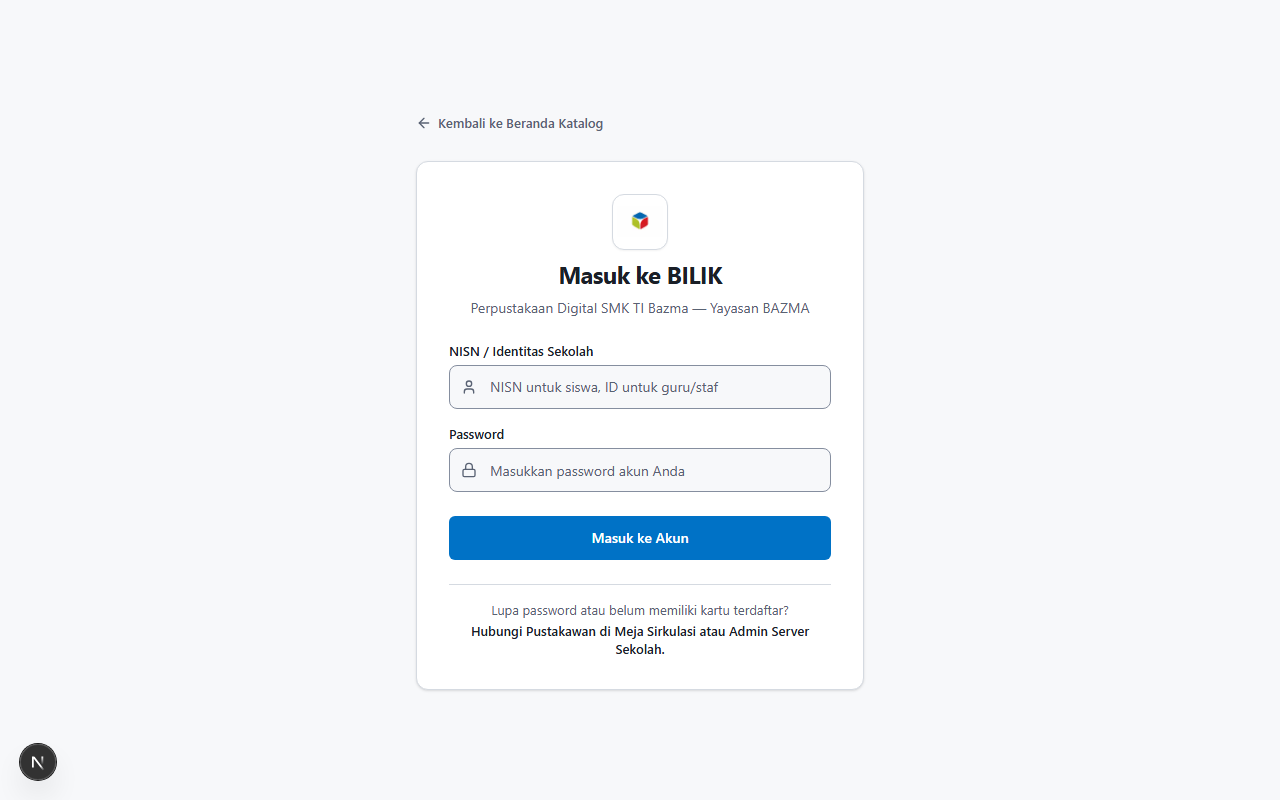 Kembali ke Beranda Katalog
Masuk ke BILIK
Perpustakaan Digital SMK TI Bazma — Yayasan BAZMA
NISN / Identitas Sekolah
NISN untuk siswa, ID untuk guru/staf
Password
Masukkan password akun Anda
Masuk ke Akun
Lupa password atau belum memiliki kartu terdaftar?
Hubungi Pustakawan di Meja Sirkulasi atau Admin Server
Sekolah.
N